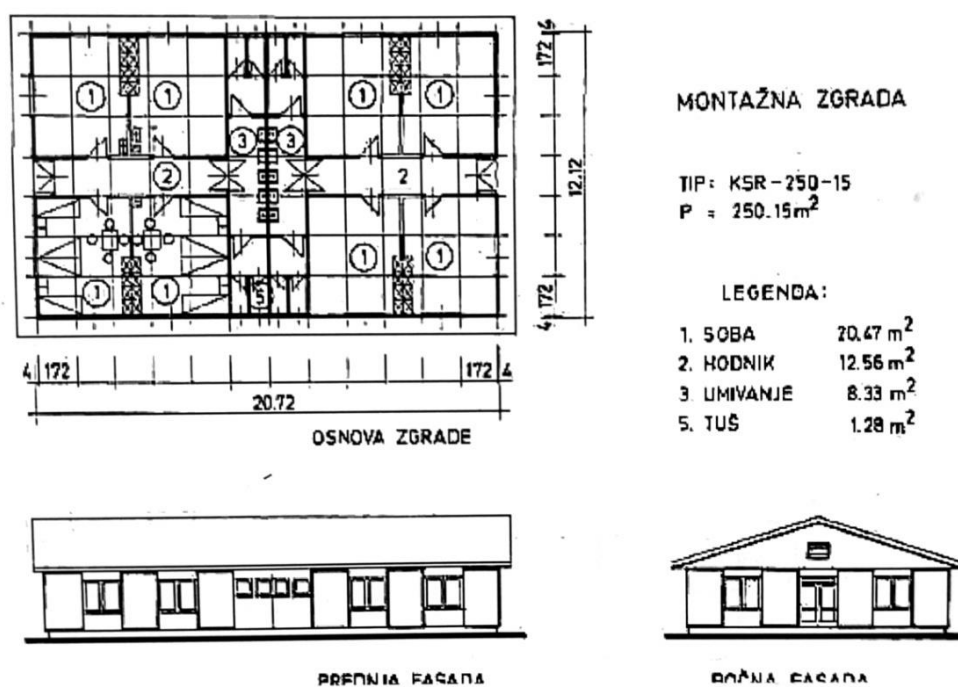 1
1
1
1
3
3
2
2
1
1
1
1
5
172
4
12.12
172
4
4 172
172 4
20.72
OSNOVA ZGRADE
MONTAŽNA ZGRADA
TIP: KSR-250-15
P = 250.15 m²
LEGENDA:
1. SOBA 20.47 m²
2. HODNIK 12.56 m²
3 UMIVANJE 8.33 m²
5. TUŠ 1.28 m²
PREDNJA FASADA
BOČNA FASADA